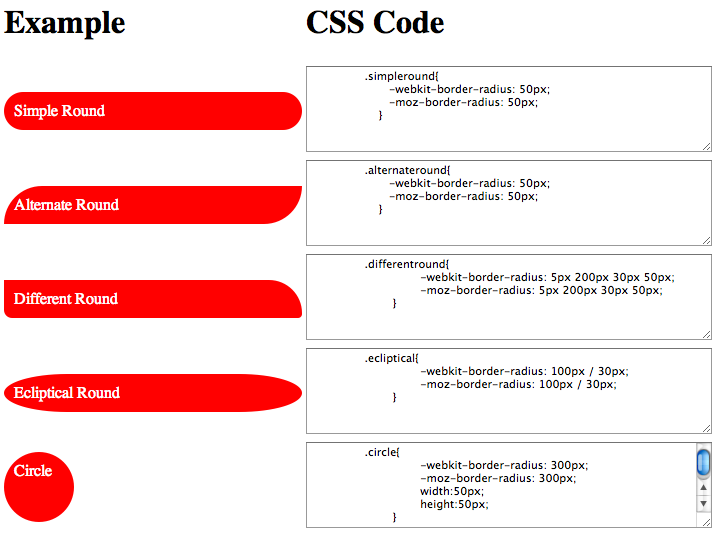 Example
CSS Code
Simple Round
.simpleround{
-webkit-border-radius: 50px;
-moz-border-radius: 50px;
}
Alternate Round
.alternateround{
-webkit-border-radius: 50px;
-moz-border-radius: 50px;
}
Different Round
.differentround{
-webkit-border-radius: 5px 200px 30px 50px;
-moz-border-radius: 5px 200px 30px 50px;
}
Ecliptical Round
.ecliptical{
-webkit-border-radius: 100px / 30px;
-moz-border-radius: 100px / 30px;
}
Circle
.circle{
-webkit-border-radius: 300px;
-moz-border-radius: 300px;
width:50px;
height:50px;
}